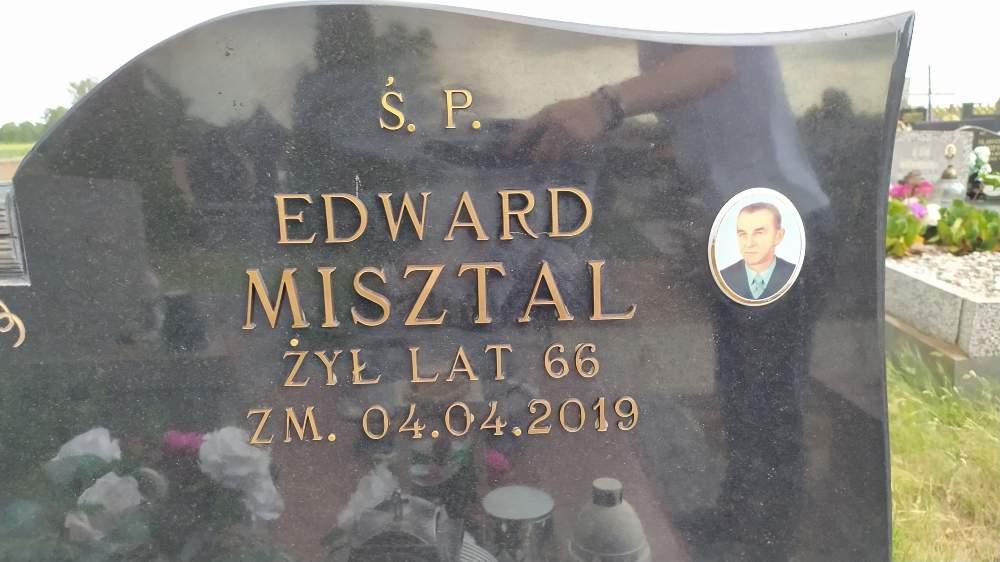 Ś. P.
EDWARD
MISZTAL
ŻYŁ LAT 66
ZM. 04.04.2019